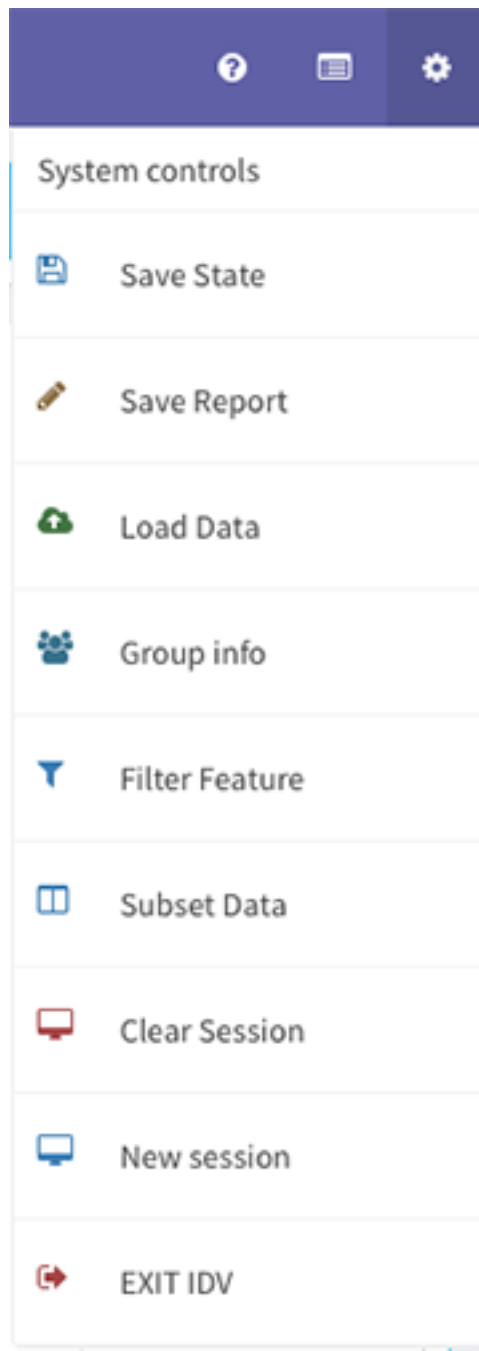 System controls
Save State
Save Report
Load Data
Group info
Filter Feature
Subset Data
Clear Session
New session
EXIT IDV